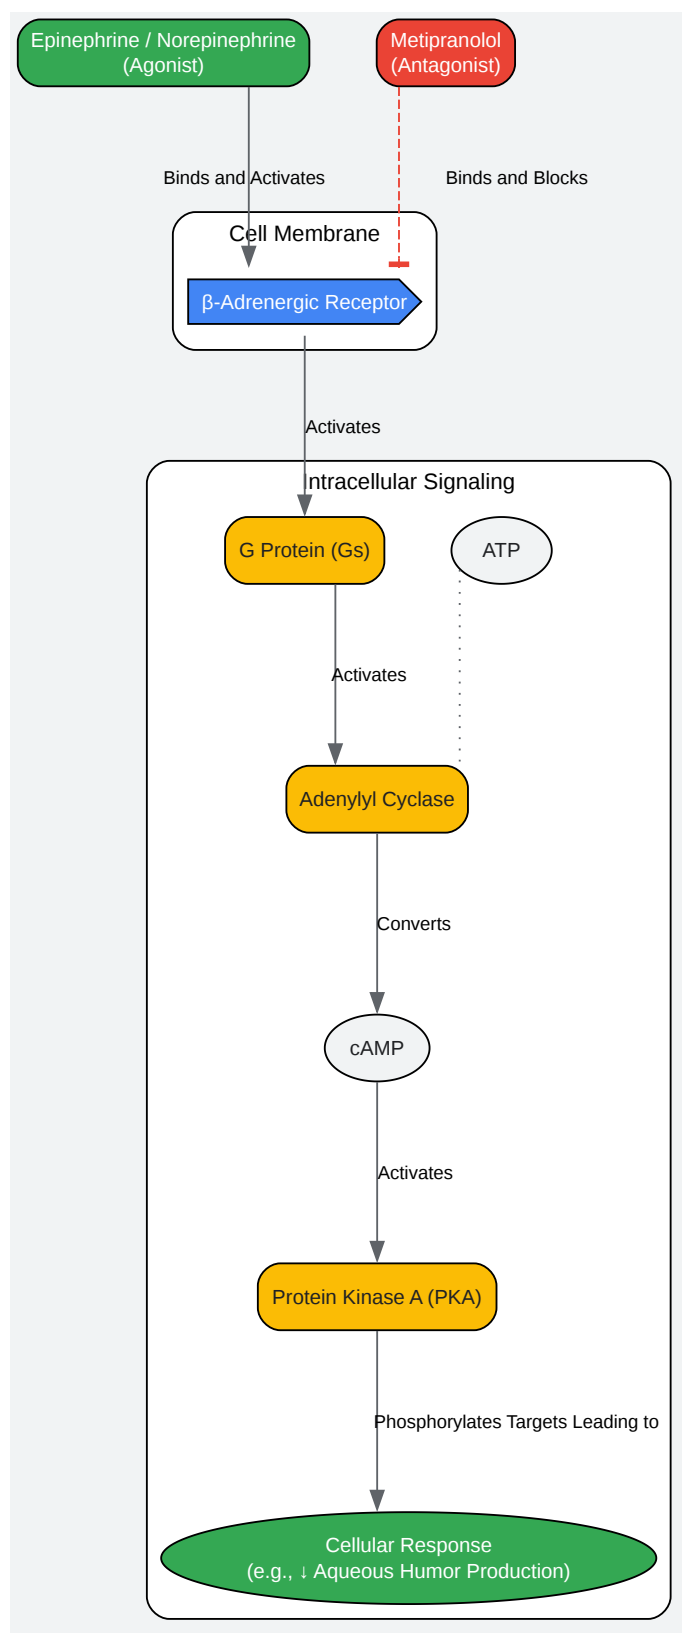 Epinephrine / Norepinephrine
(Agonist)
Metipranolol
(Antagonist)
Binds and Activates
Binds and Blocks
Cell Membrane
β-Adrenergic Receptor
Activates
Intracellular Signaling
G Protein (Gs)
ATP
Activates
Adenylyl Cyclase
Converts
cAMP
Activates
Protein Kinase A (PKA)
Phosphorylates Targets Leading to
Cellular Response
(e.g., ↓ Aqueous Humor Production)